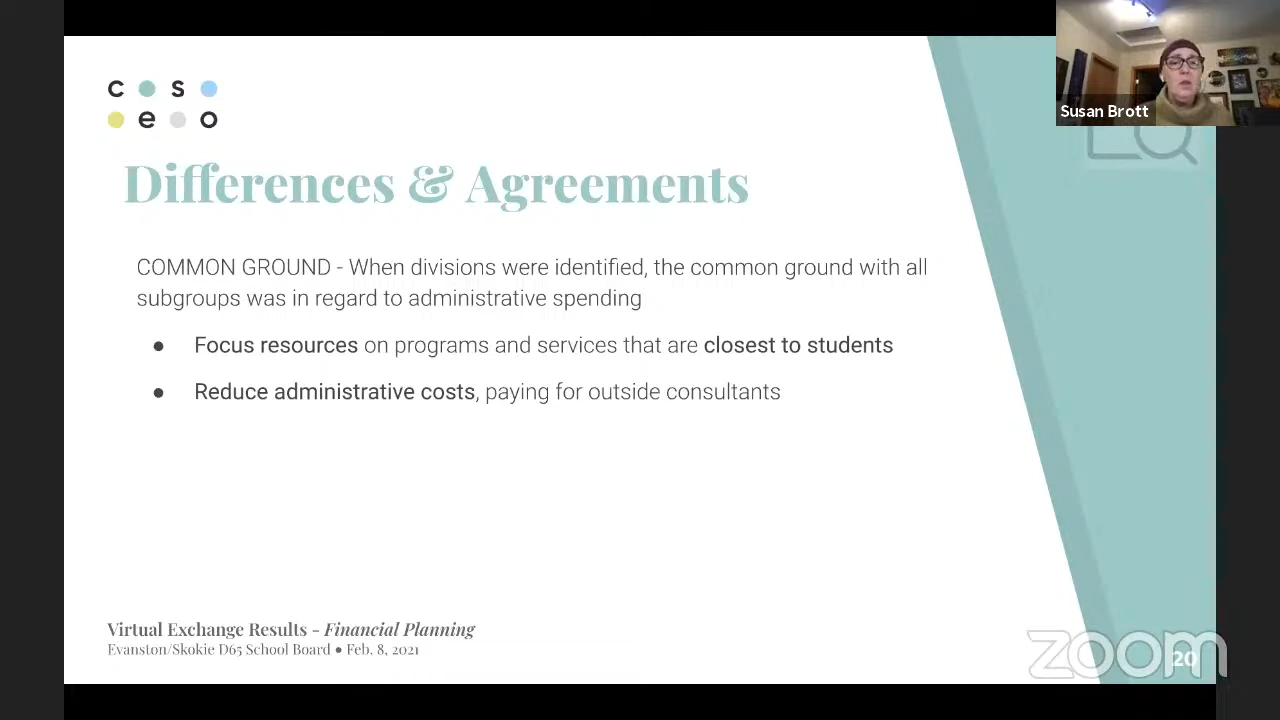 c s
e o
Differences & Agreements
COMMON GROUND - When divisions were identified, the common ground with all
subgroups was in regard to administrative spending
● Focus resources on programs and services that are closest to students
● Reduce administrative costs, paying for outside consultants
Virtual Exchange Results - Financial Planning
Evanston/Skokie D65 School Board ● Feb. 8, 2021
Susan Brott
zoom
20